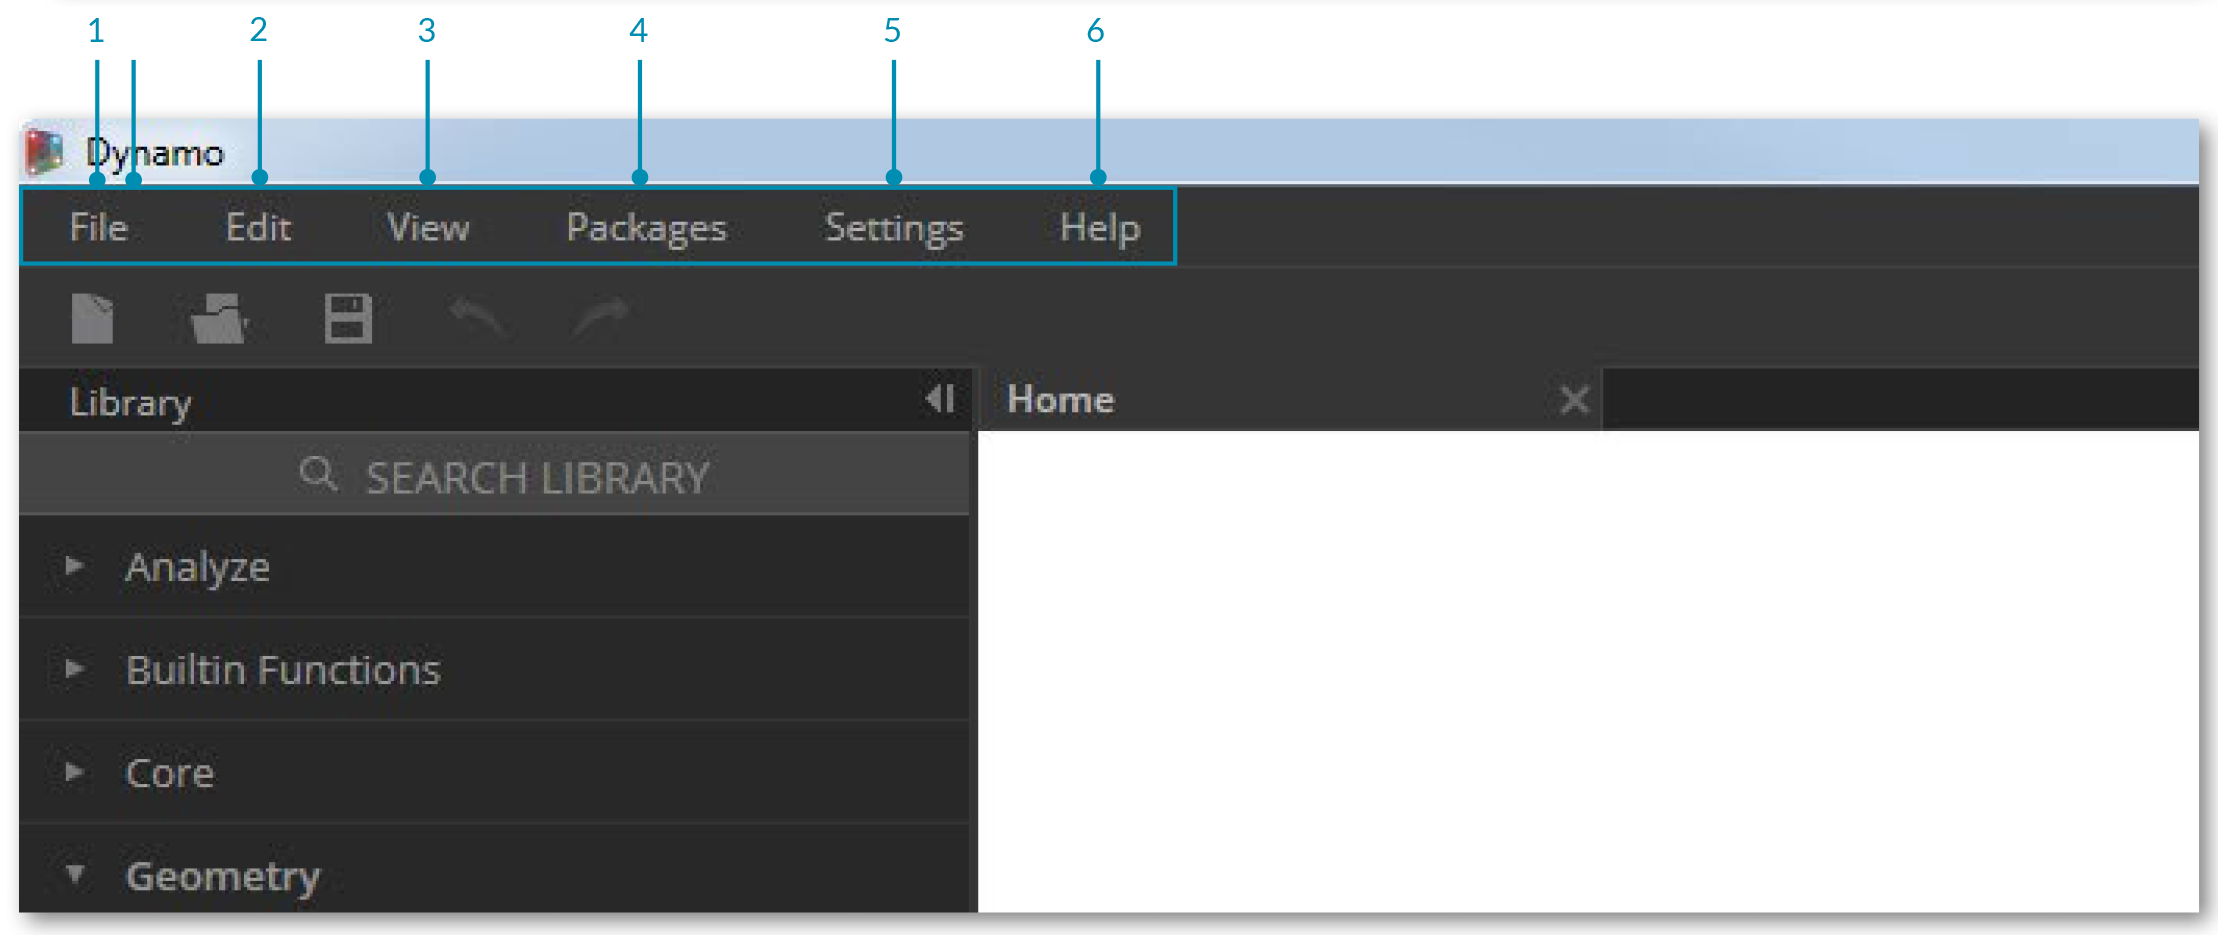 1 2 3 4 5 6
Dynamo
File Edit View Packages Settings Help
Library
Home
SEARCH LIBRARY
Analyze
Builtin Functions
Core
Geometry